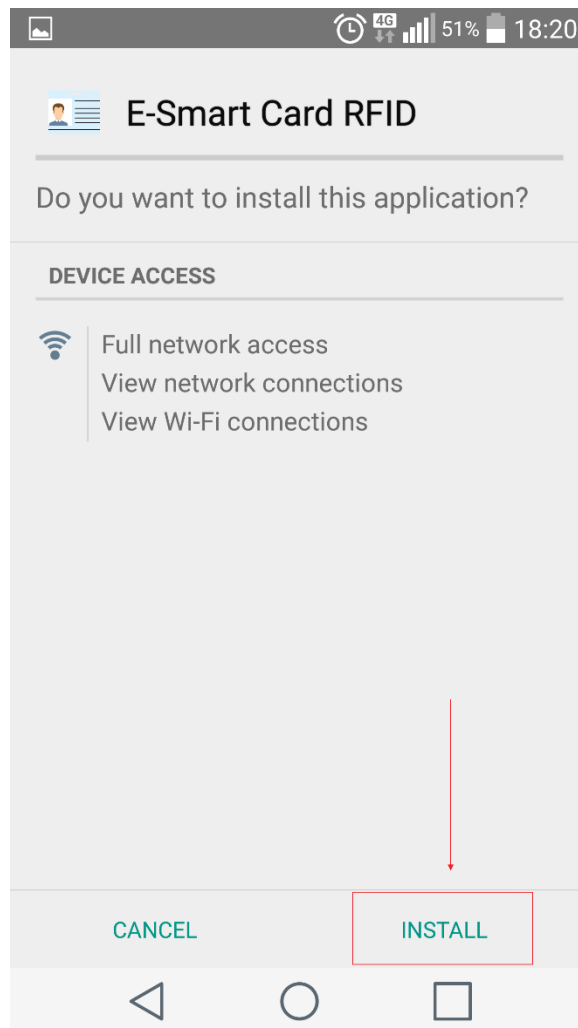 4G 51% 18:20
E-Smart Card RFID
Do you want to install this application?
DEVICE ACCESS
Full network access
View network connections
View Wi-Fi connections
CANCEL INSTALL